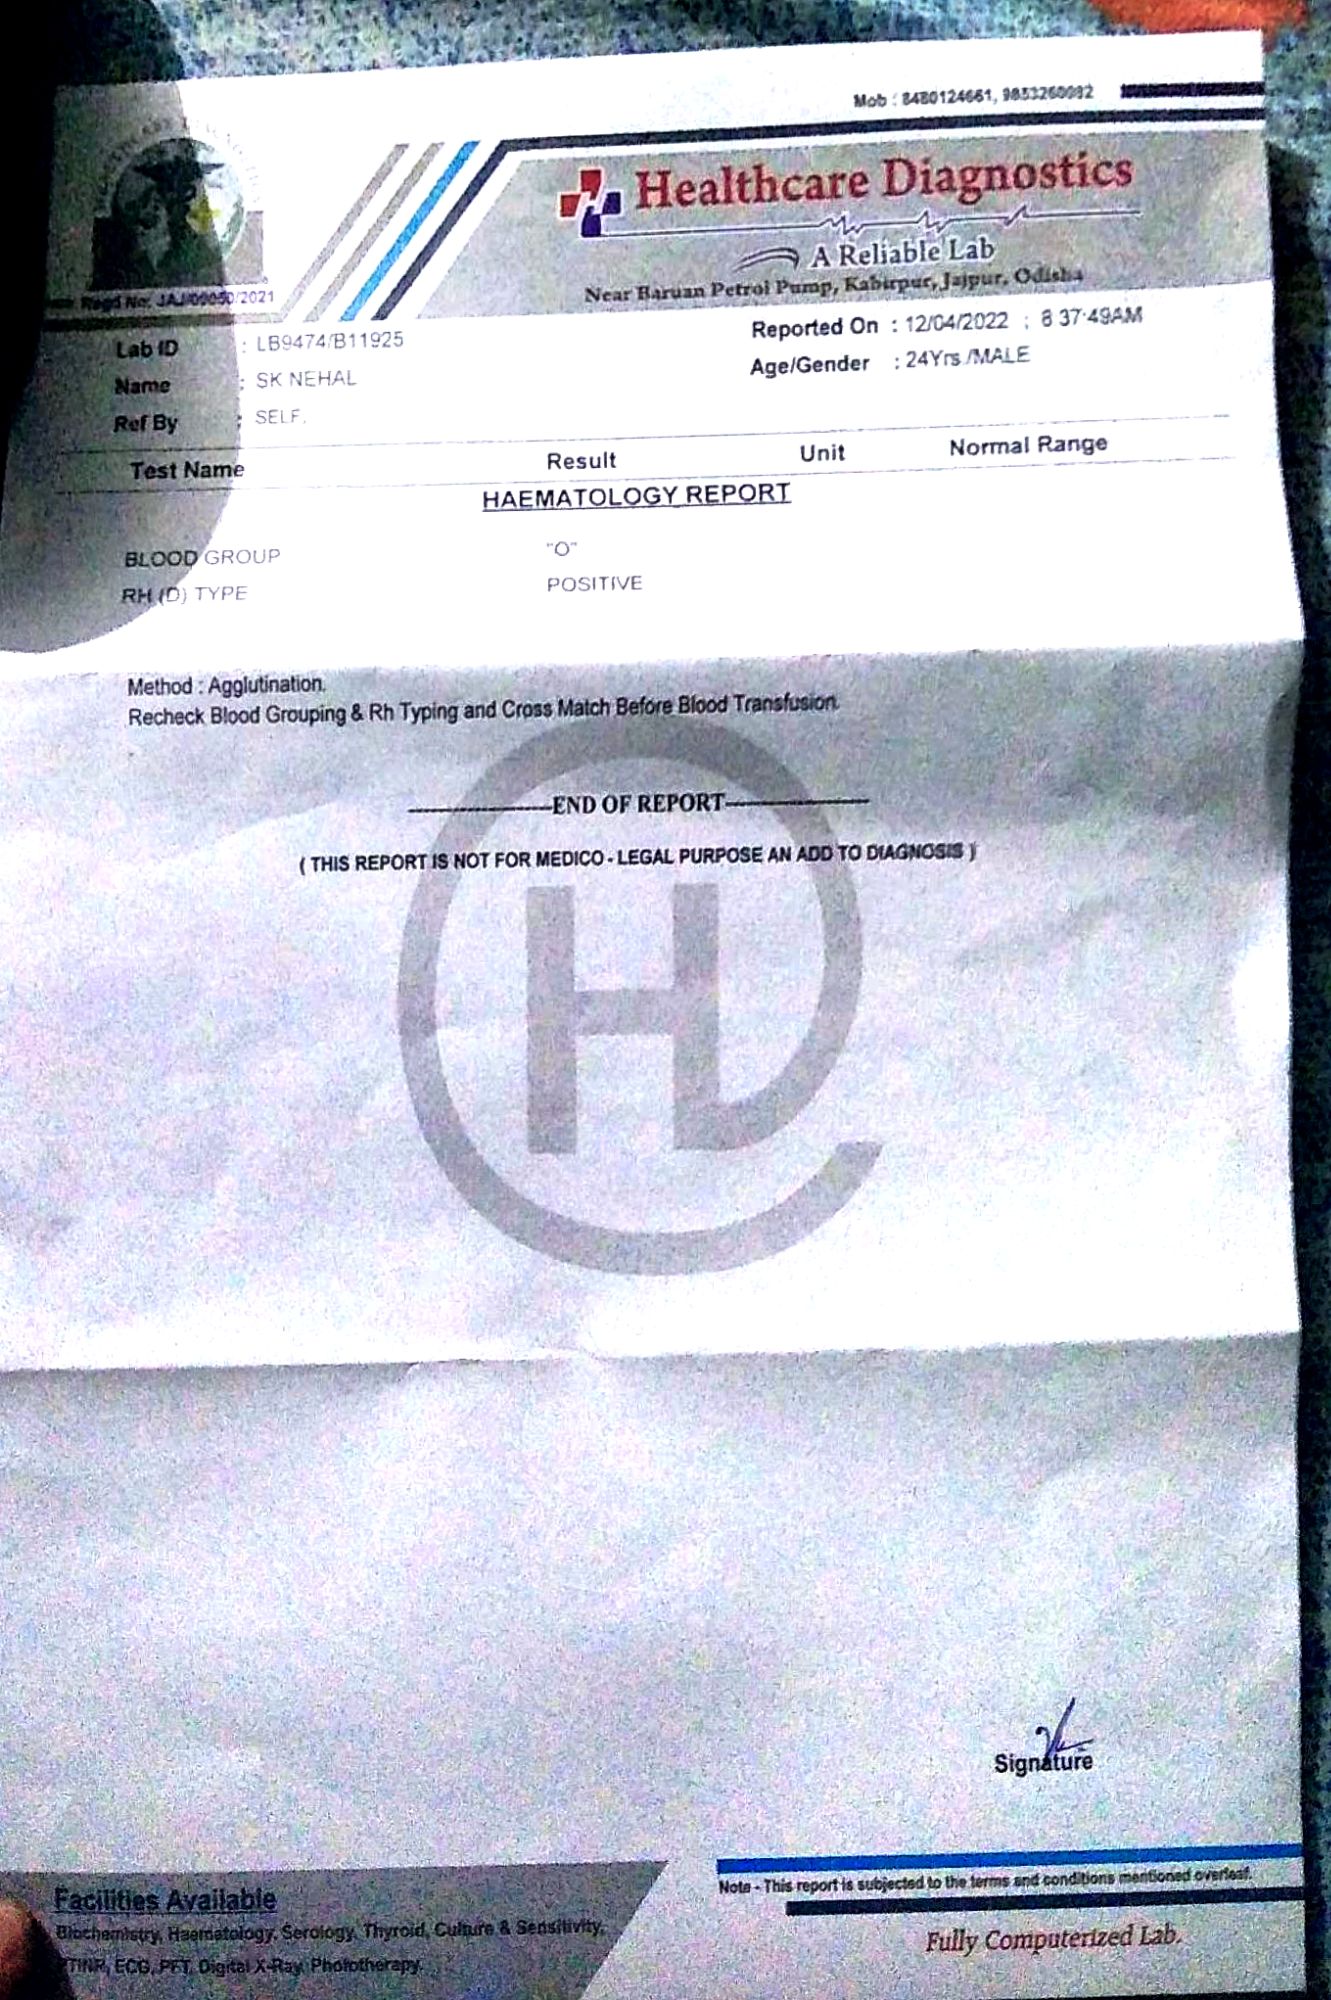 Mob : 8480124661, 9853260092
Healthcare Diagnostics
A Reliable Lab
Near Baruan Petrol Pump, Kabirpur, Jajpur, Odisha
Regd No: JAJ/00050/2021
Lab ID : LB9474/B11925
Reported On : 12/04/2022 : 8 37:49AM
Name : SK NEHAL
Age/Gender : 24Yrs /MALE
Ref By : SELF,
Test Name Result Unit Normal Range
HAEMATOLOGY REPORT
BLOOD GROUP "O"
RH (D) TYPE POSITIVE
Method : Agglutination.
Recheck Blood Grouping & Rh Typing and Cross Match Before Blood Transfusion.
END OF REPORT
( THIS REPORT IS NOT FOR MEDICO - LEGAL PURPOSE AN ADD TO DIAGNOSIS )
Signature
Note - This report is subjected to the terms and conditions mentioned overleaf.
Facilities Available
Biochemistry, Haematology, Serology, Thyroid, Culture & Sensitivity,
ECG, PFT, Digital X-Ray, Phototherapy.
Fully Computerized Lab.